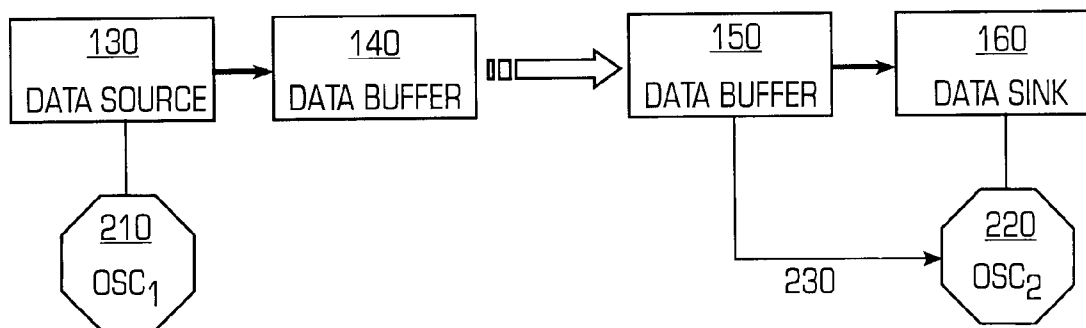 130
DATA SOURCE
140
DATA BUFFER
150
DATA BUFFER
160
DATA SINK
210
OSC1
230
220
OSC2